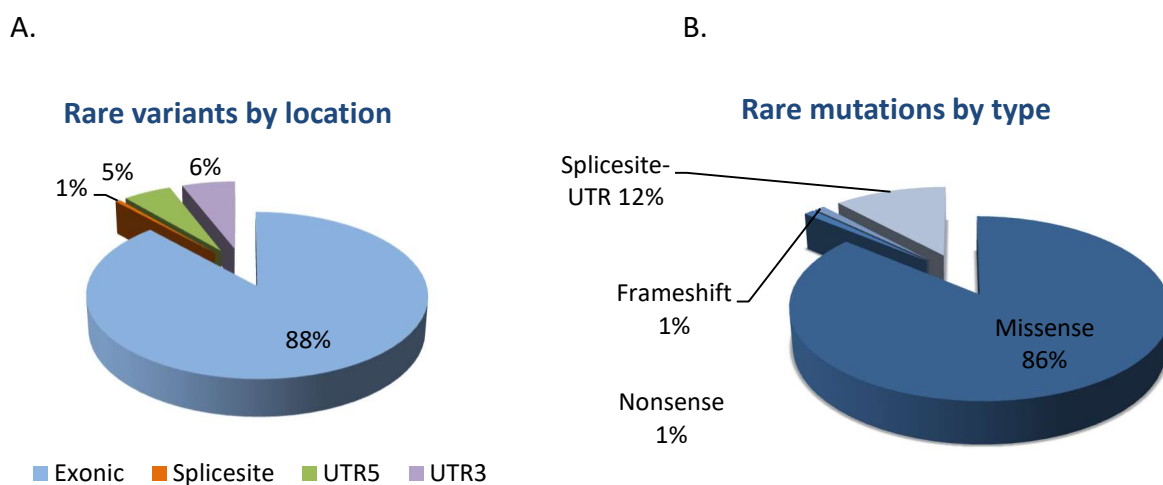 A.
Rare variants by location
1%
5%
6%
88%
Exonic Splicesite UTR5 UTR3
B.
Rare mutations by type
Splicesite-
UTR 12%
Frameshift
1%
Nonsense
1%
Missense
86%